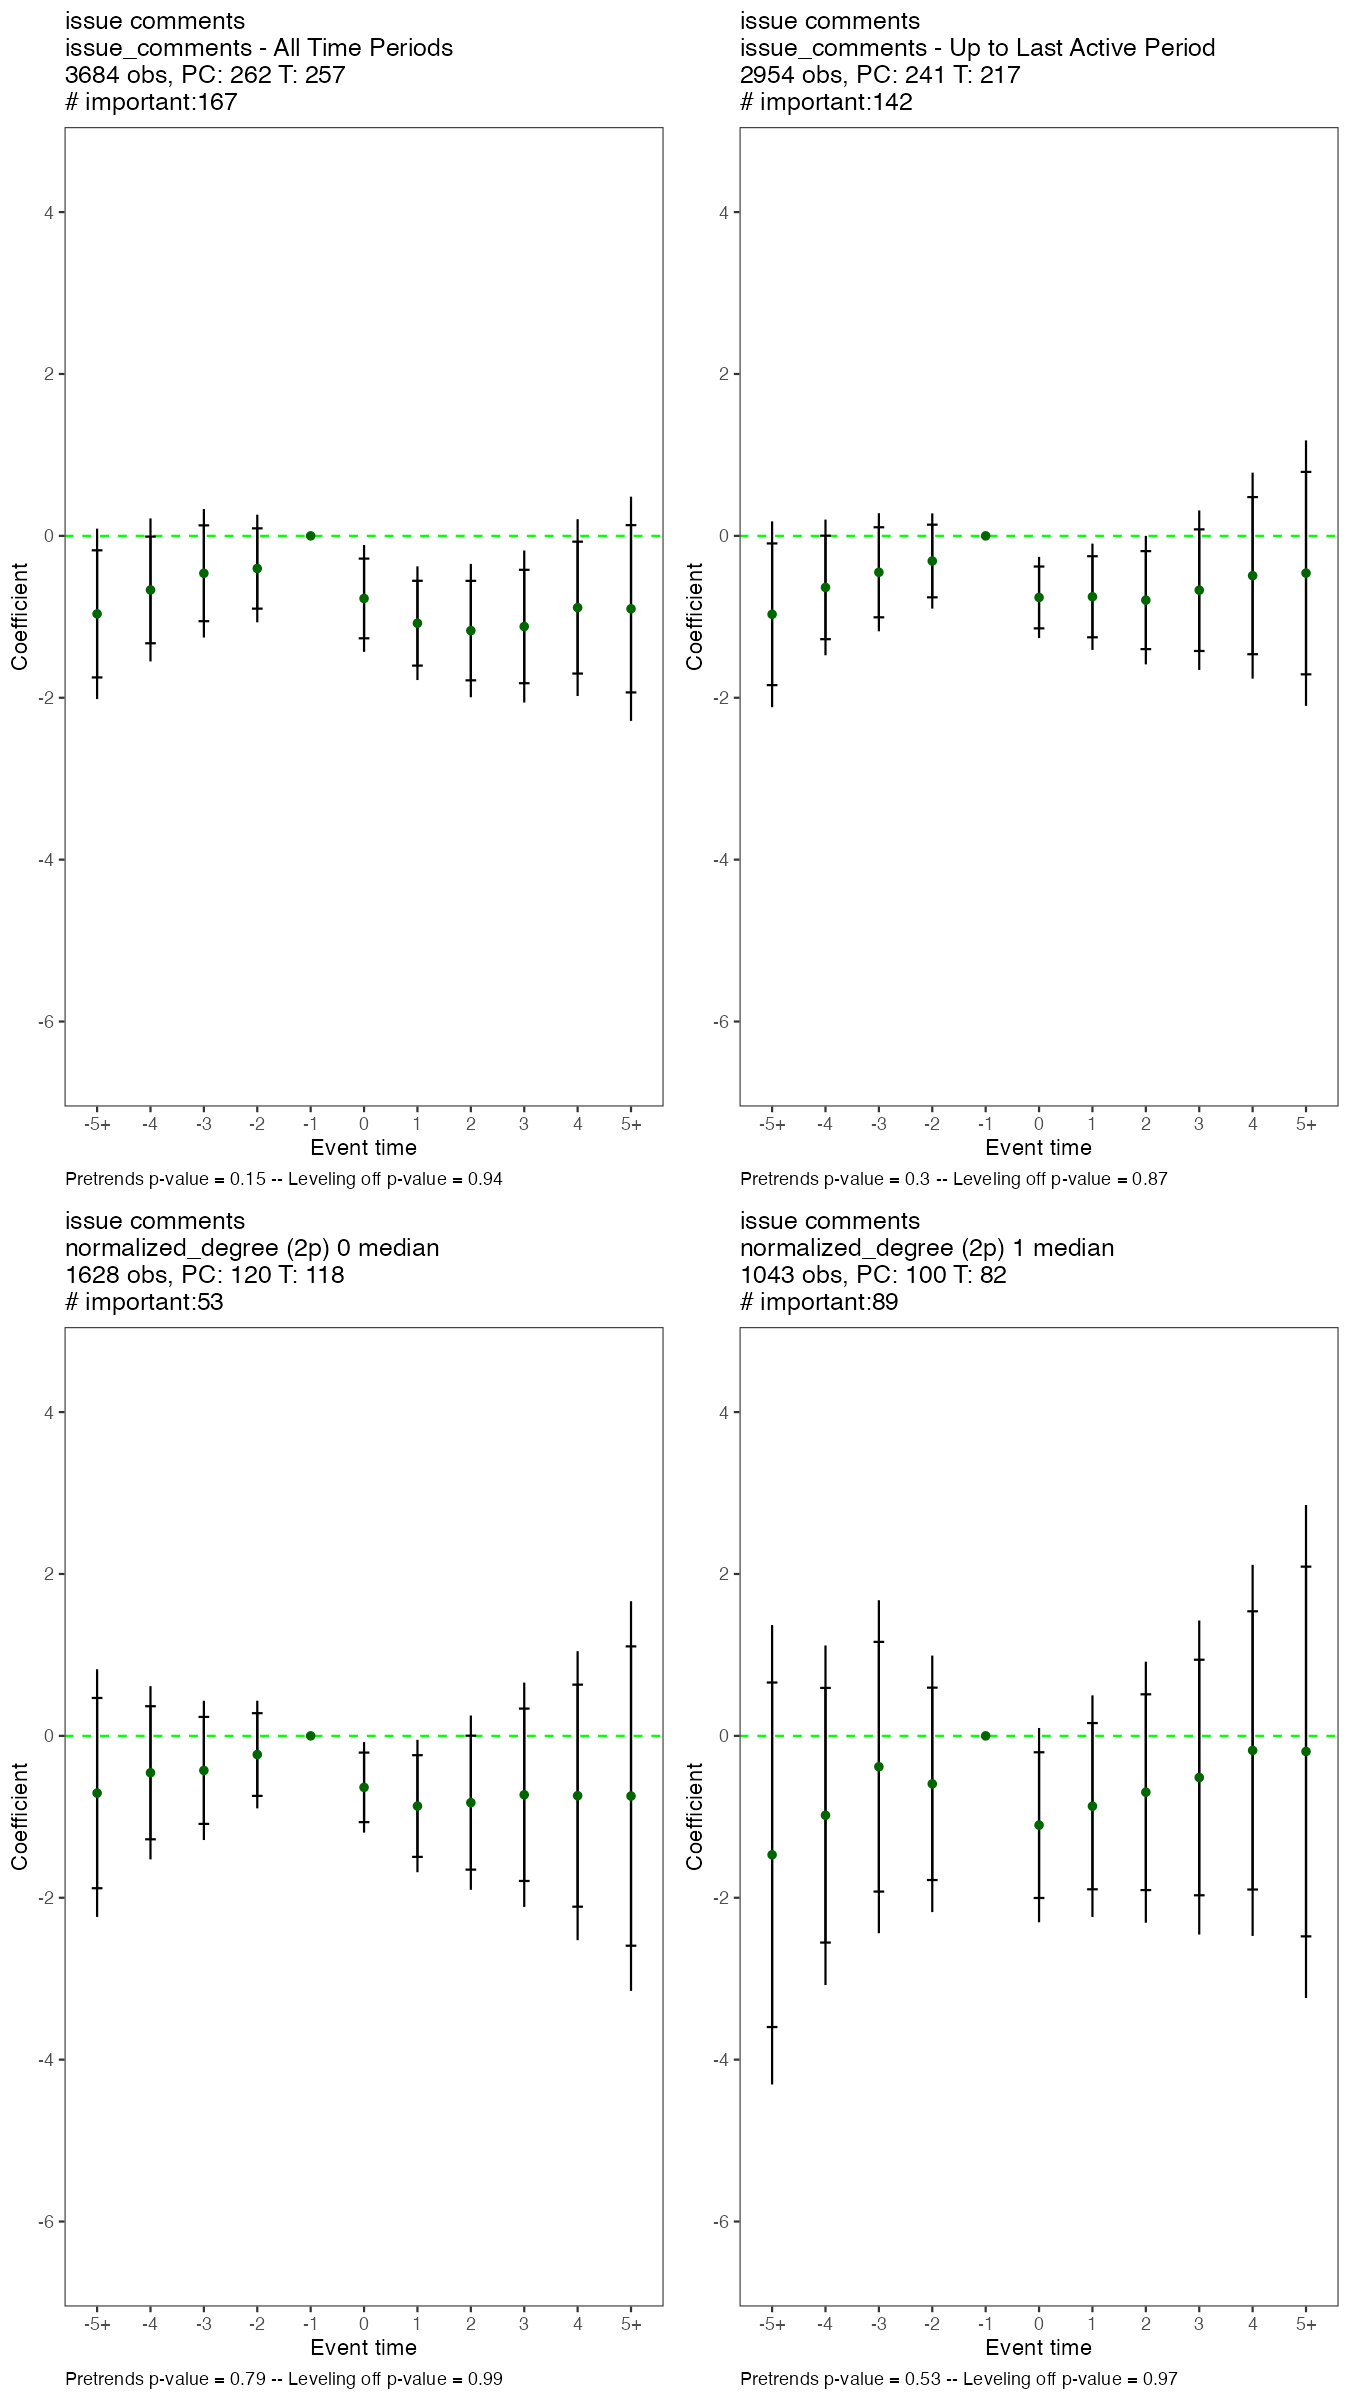 issue comments
issue_comments - All Time Periods
3684 obs, PC: 262 T: 257
# important:167
4
2
0
-2
-4
-6
Coefficient
-5+ -4 -3 -2 -1 0 1 2 3 4 5+
Event time
Pretrends p-value = 0.15 -- Leveling off p-value = 0.94
issue comments
issue_comments - Up to Last Active Period
2954 obs, PC: 241 T: 217
# important:142
4
2
0
-2
-4
-6
Coefficient
-5+ -4 -3 -2 -1 0 1 2 3 4 5+
Event time
Pretrends p-value = 0.3 -- Leveling off p-value = 0.87
issue comments
normalized_degree (2p) 0 median
1628 obs, PC: 120 T: 118
# important:53
4
2
0
-2
-4
-6
Coefficient
-5+ -4 -3 -2 -1 0 1 2 3 4 5+
Event time
Pretrends p-value = 0.79 -- Leveling off p-value = 0.99
issue comments
normalized_degree (2p) 1 median
1043 obs, PC: 100 T: 82
# important:89
4
2
0
-2
-4
-6
Coefficient
-5+ -4 -3 -2 -1 0 1 2 3 4 5+
Event time
Pretrends p-value = 0.53 -- Leveling off p-value = 0.97